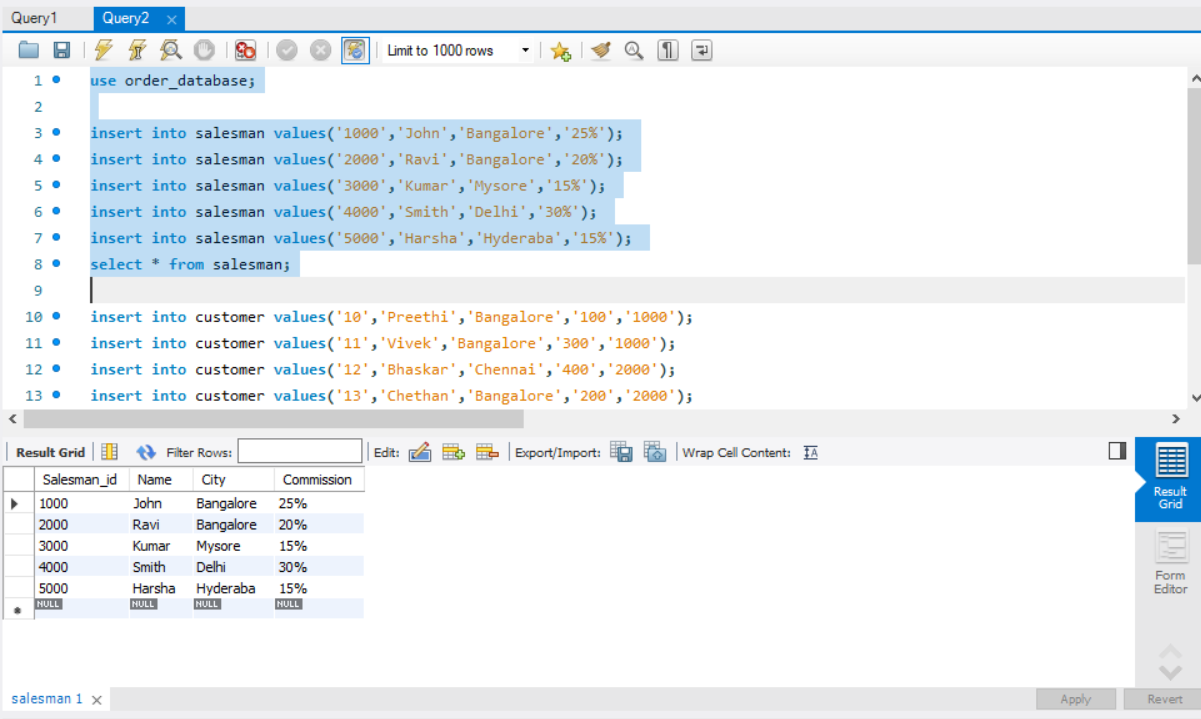 Query1 Query2 ×
Limit to 1000 rows
1 use order_database;
2
3 insert into salesman values('1000','John','Bangalore','25%');
4 insert into salesman values('2000','Ravi','Bangalore','20%');
5 insert into salesman values('3000','Kumar','Mysore','15%');
6 insert into salesman values('4000','Smith','Delhi','30%');
7 insert into salesman values('5000','Harsha','Hyderaba','15%');
8 select * from salesman;
9
10 insert into customer values('10','Preethi','Bangalore','100','1000');
11 insert into customer values('11','Vivek','Bangalore','300','1000');
12 insert into customer values('12','Bhaskar','Chennai','400','2000');
13 insert into customer values('13','Chethan','Bangalore','200','2000');
Result Grid Filter Rows: Edit: Export/Import: Wrap Cell Content: IA
Salesman_id Name City Commission
1000 John Bangalore 25%
2000 Ravi Bangalore 20%
3000 Kumar Mysore 15%
4000 Smith Delhi 30%
5000 Harsha Hyderaba 15%
NULL NULL NULL NULL
Result
Grid
Form
Editor
salesman 1 × Apply Revert